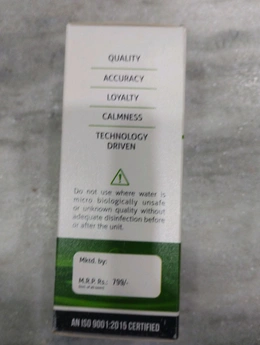 QUALITY
ACCURACY
LOYALTY
CALMNESS
TECHNOLOGY
DRIVEN
Do not use where water is
micro biologically unsafe
or unknown quality without
adequate disinfection before
or after the unit.
Mktd. by:
M.R.P. Rs.: 799/-
AN ISO 9001:2015 CERTIFIED